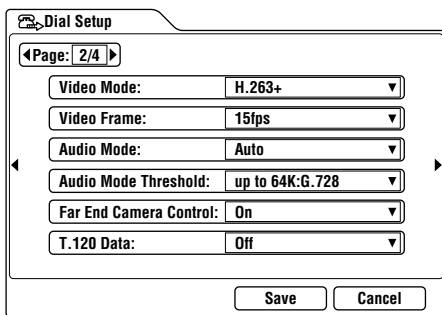 Dial Setup
Page: 2/4
Video Mode: H.263+
Video Frame: 15fps
Audio Mode: Auto
Audio Mode Threshold: up to 64K:G.728
Far End Camera Control: On
T.120 Data: Off
Save Cancel